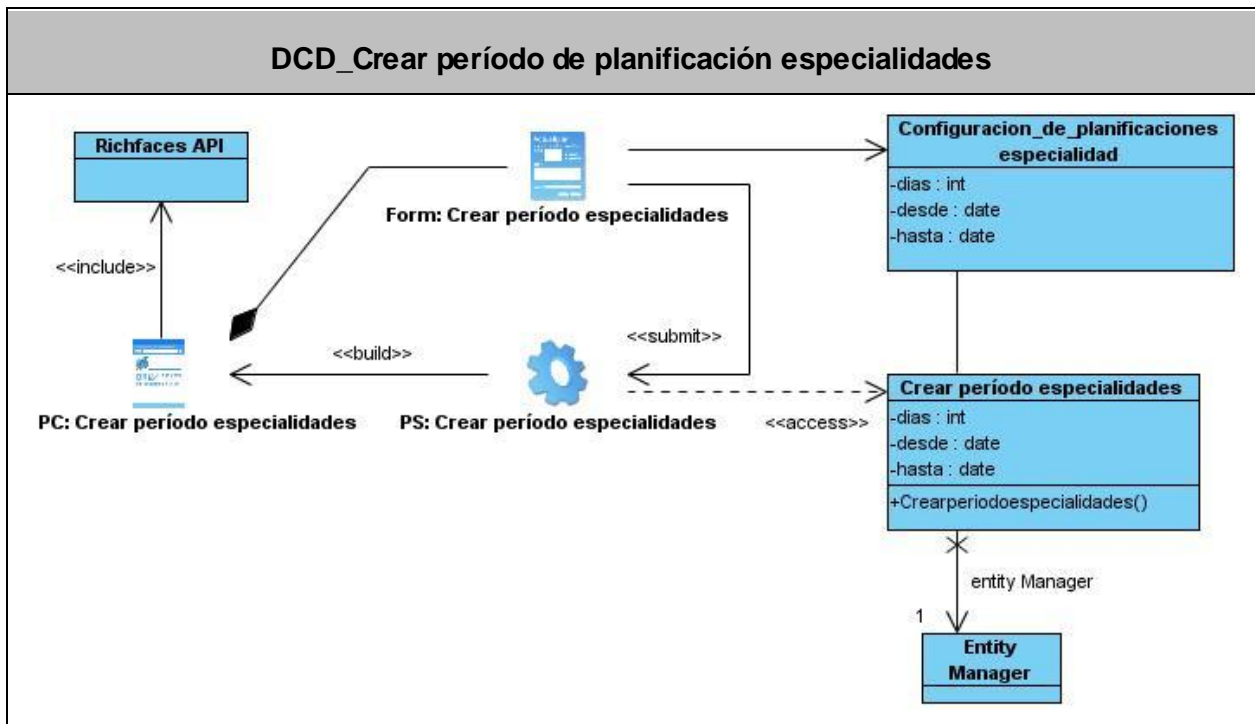 DCD_Crear período de planificación especialidades
Richfaces API
Form: Crear período especialidades
Configuracion_de_planificaciones
especialidad
-dias : int
-desde : date
-hasta : date
<<include>>
<<build>>
<<submit>>
PC: Crear período especialidades
PS: Crear período especialidades
<<access>>
Crear período especialidades
-dias : int
-desde : date
-hasta : date
+Crearperiodoespecialidades()
entity Manager
1
Entity
Manager